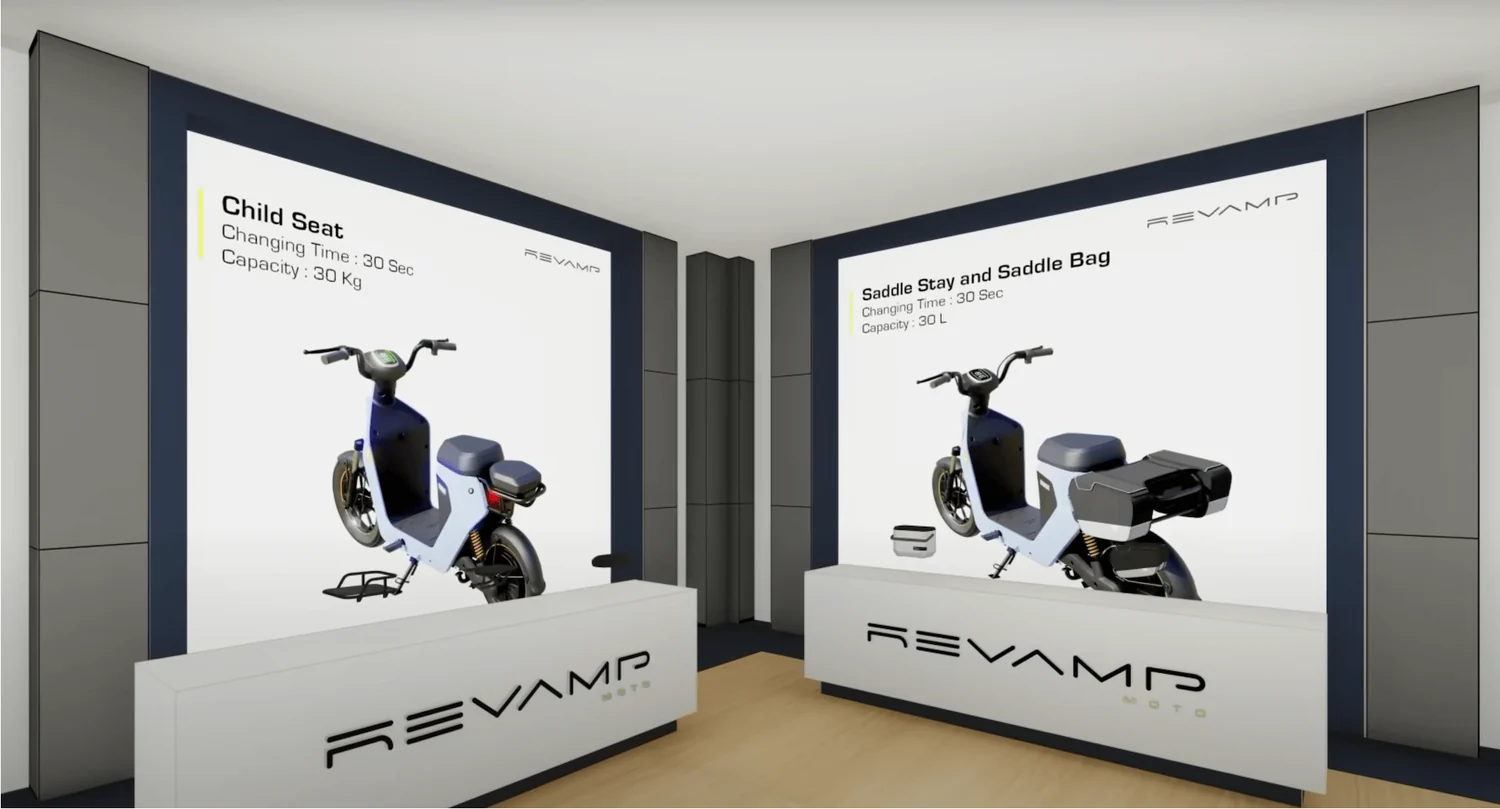 Child Seat
Changing Time : 30 Sec
Capacity : 30 Kg
REVAMP
REVAMP
Saddle Stay and Saddle Bag
Changing Time : 30 Sec
Capacity : 30 L
REVAMP
MOTO
REVAMP
MOTO